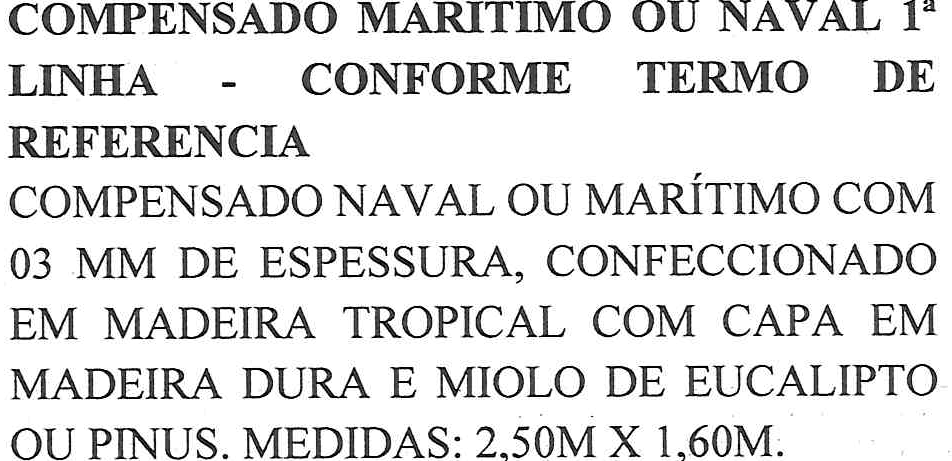 COMPENSADO MARITIMO OU NAVAL 1ª
LINHA - CONFORME TERMO DE
REFERENCIA
COMPENSADO NAVAL OU MARÍTIMO COM
03 MM DE ESPESSURA, CONFECCIONADO
EM MADEIRA TROPICAL COM CAPA EM
MADEIRA DURA E MIOLO DE EUCALIPTO
OU PINUS. MEDIDAS: 2,50M X 1,60M.